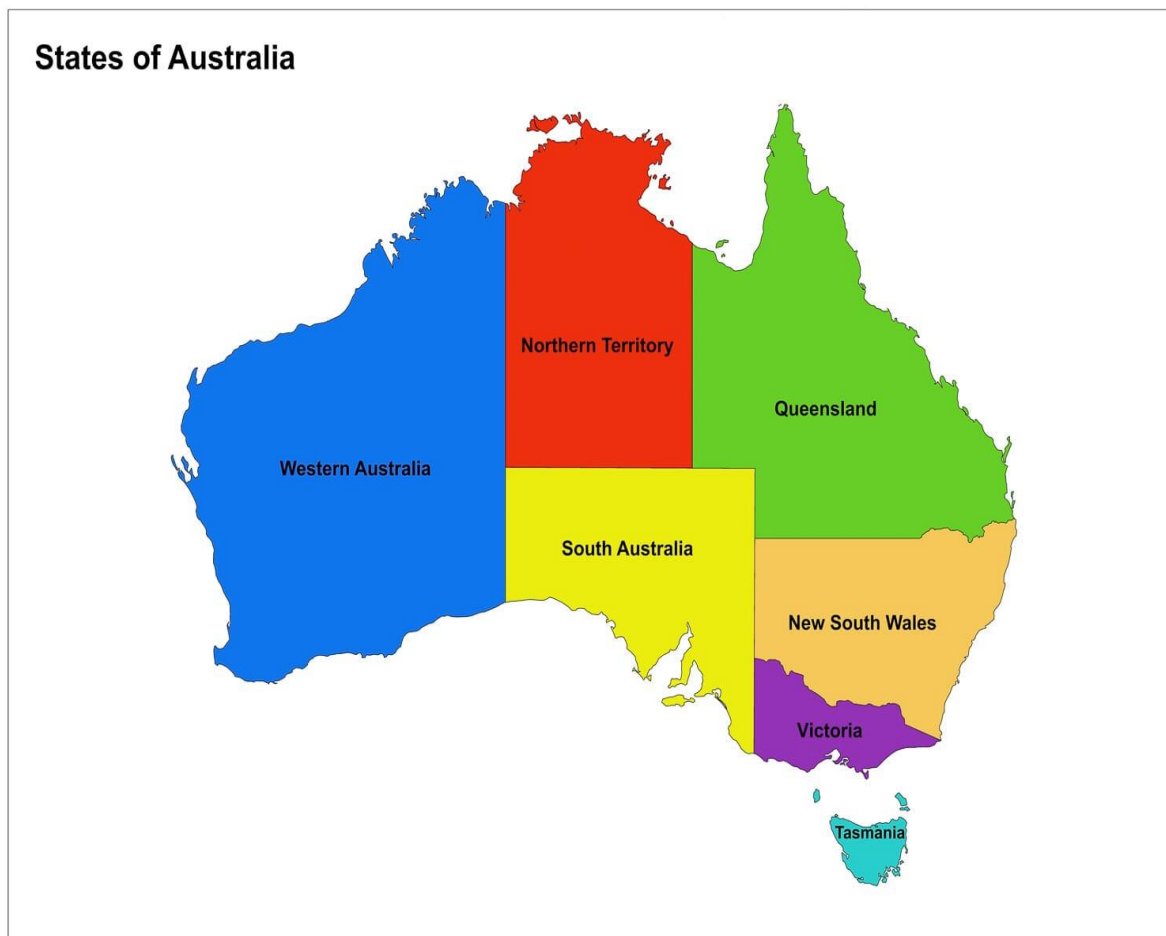 States of Australia
Northern Territory
Queensland
Western Australia
South Australia
New South Wales
Victoria
Tasmania